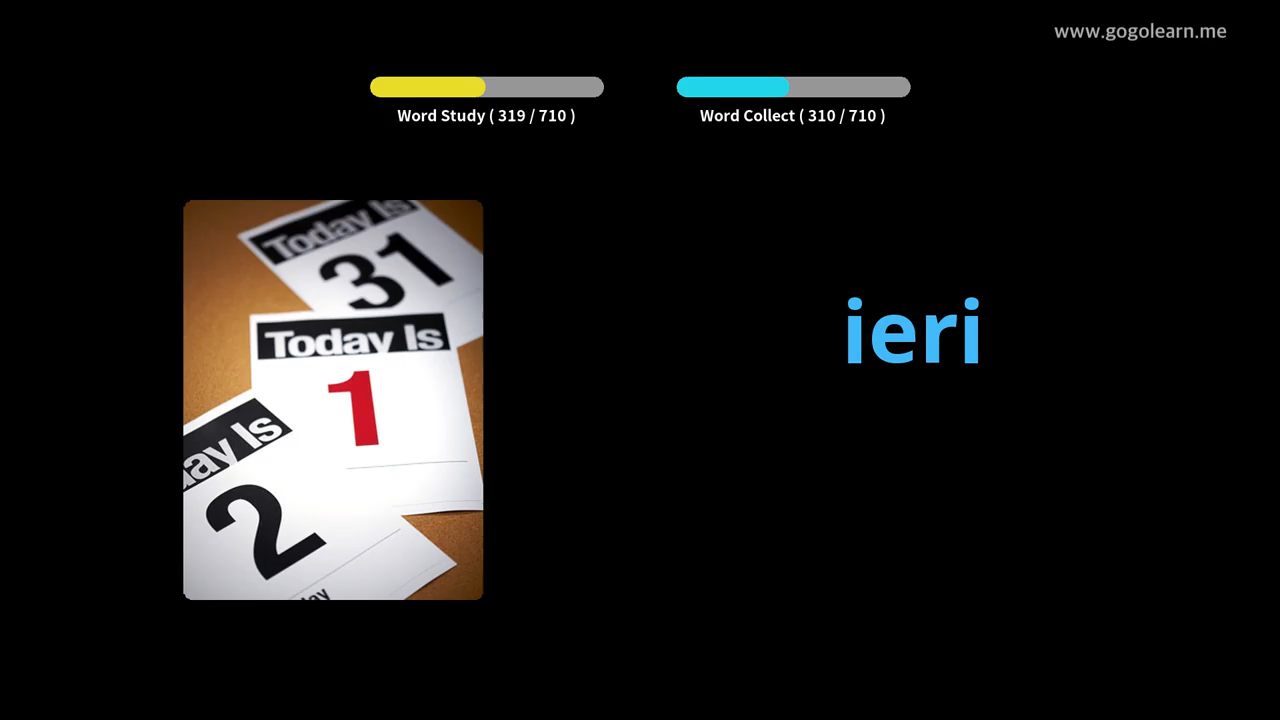 www.gogolearn.me
Word Study ( 319 / 710 )
Word Collect ( 310 / 710 )
Today Is
31
Today Is
1
ay Is
2
ay
ieri